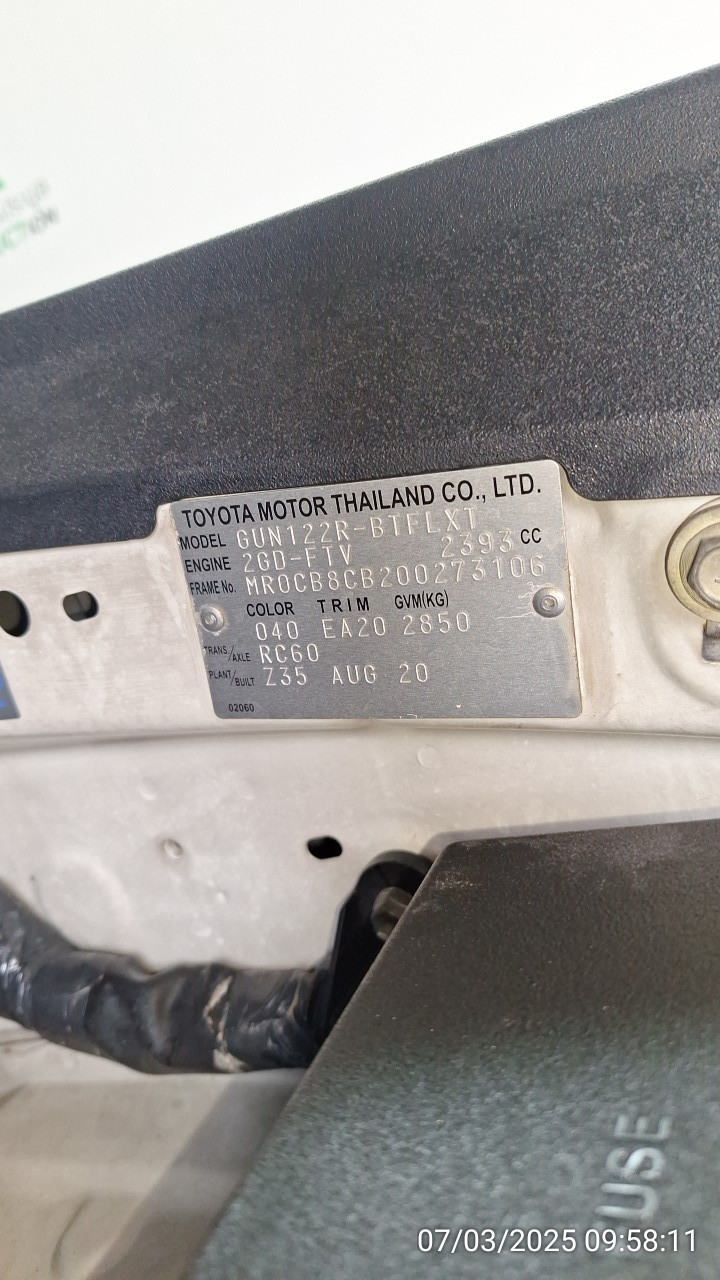 TOYOTA MOTOR THAILAND CO., LTD.
MODEL GUN122R-BTFLXT
ENGINE 2GD-FTV 2393 CC
FRAME No. MR0CB8CB200273106
COLOR TRIM GVM(KG)
040 EA20 2850
TRANS./AXLE RC60
PLANT/BUILT Z35 AUG 20
02060
USE
07/03/2025 09:58:11